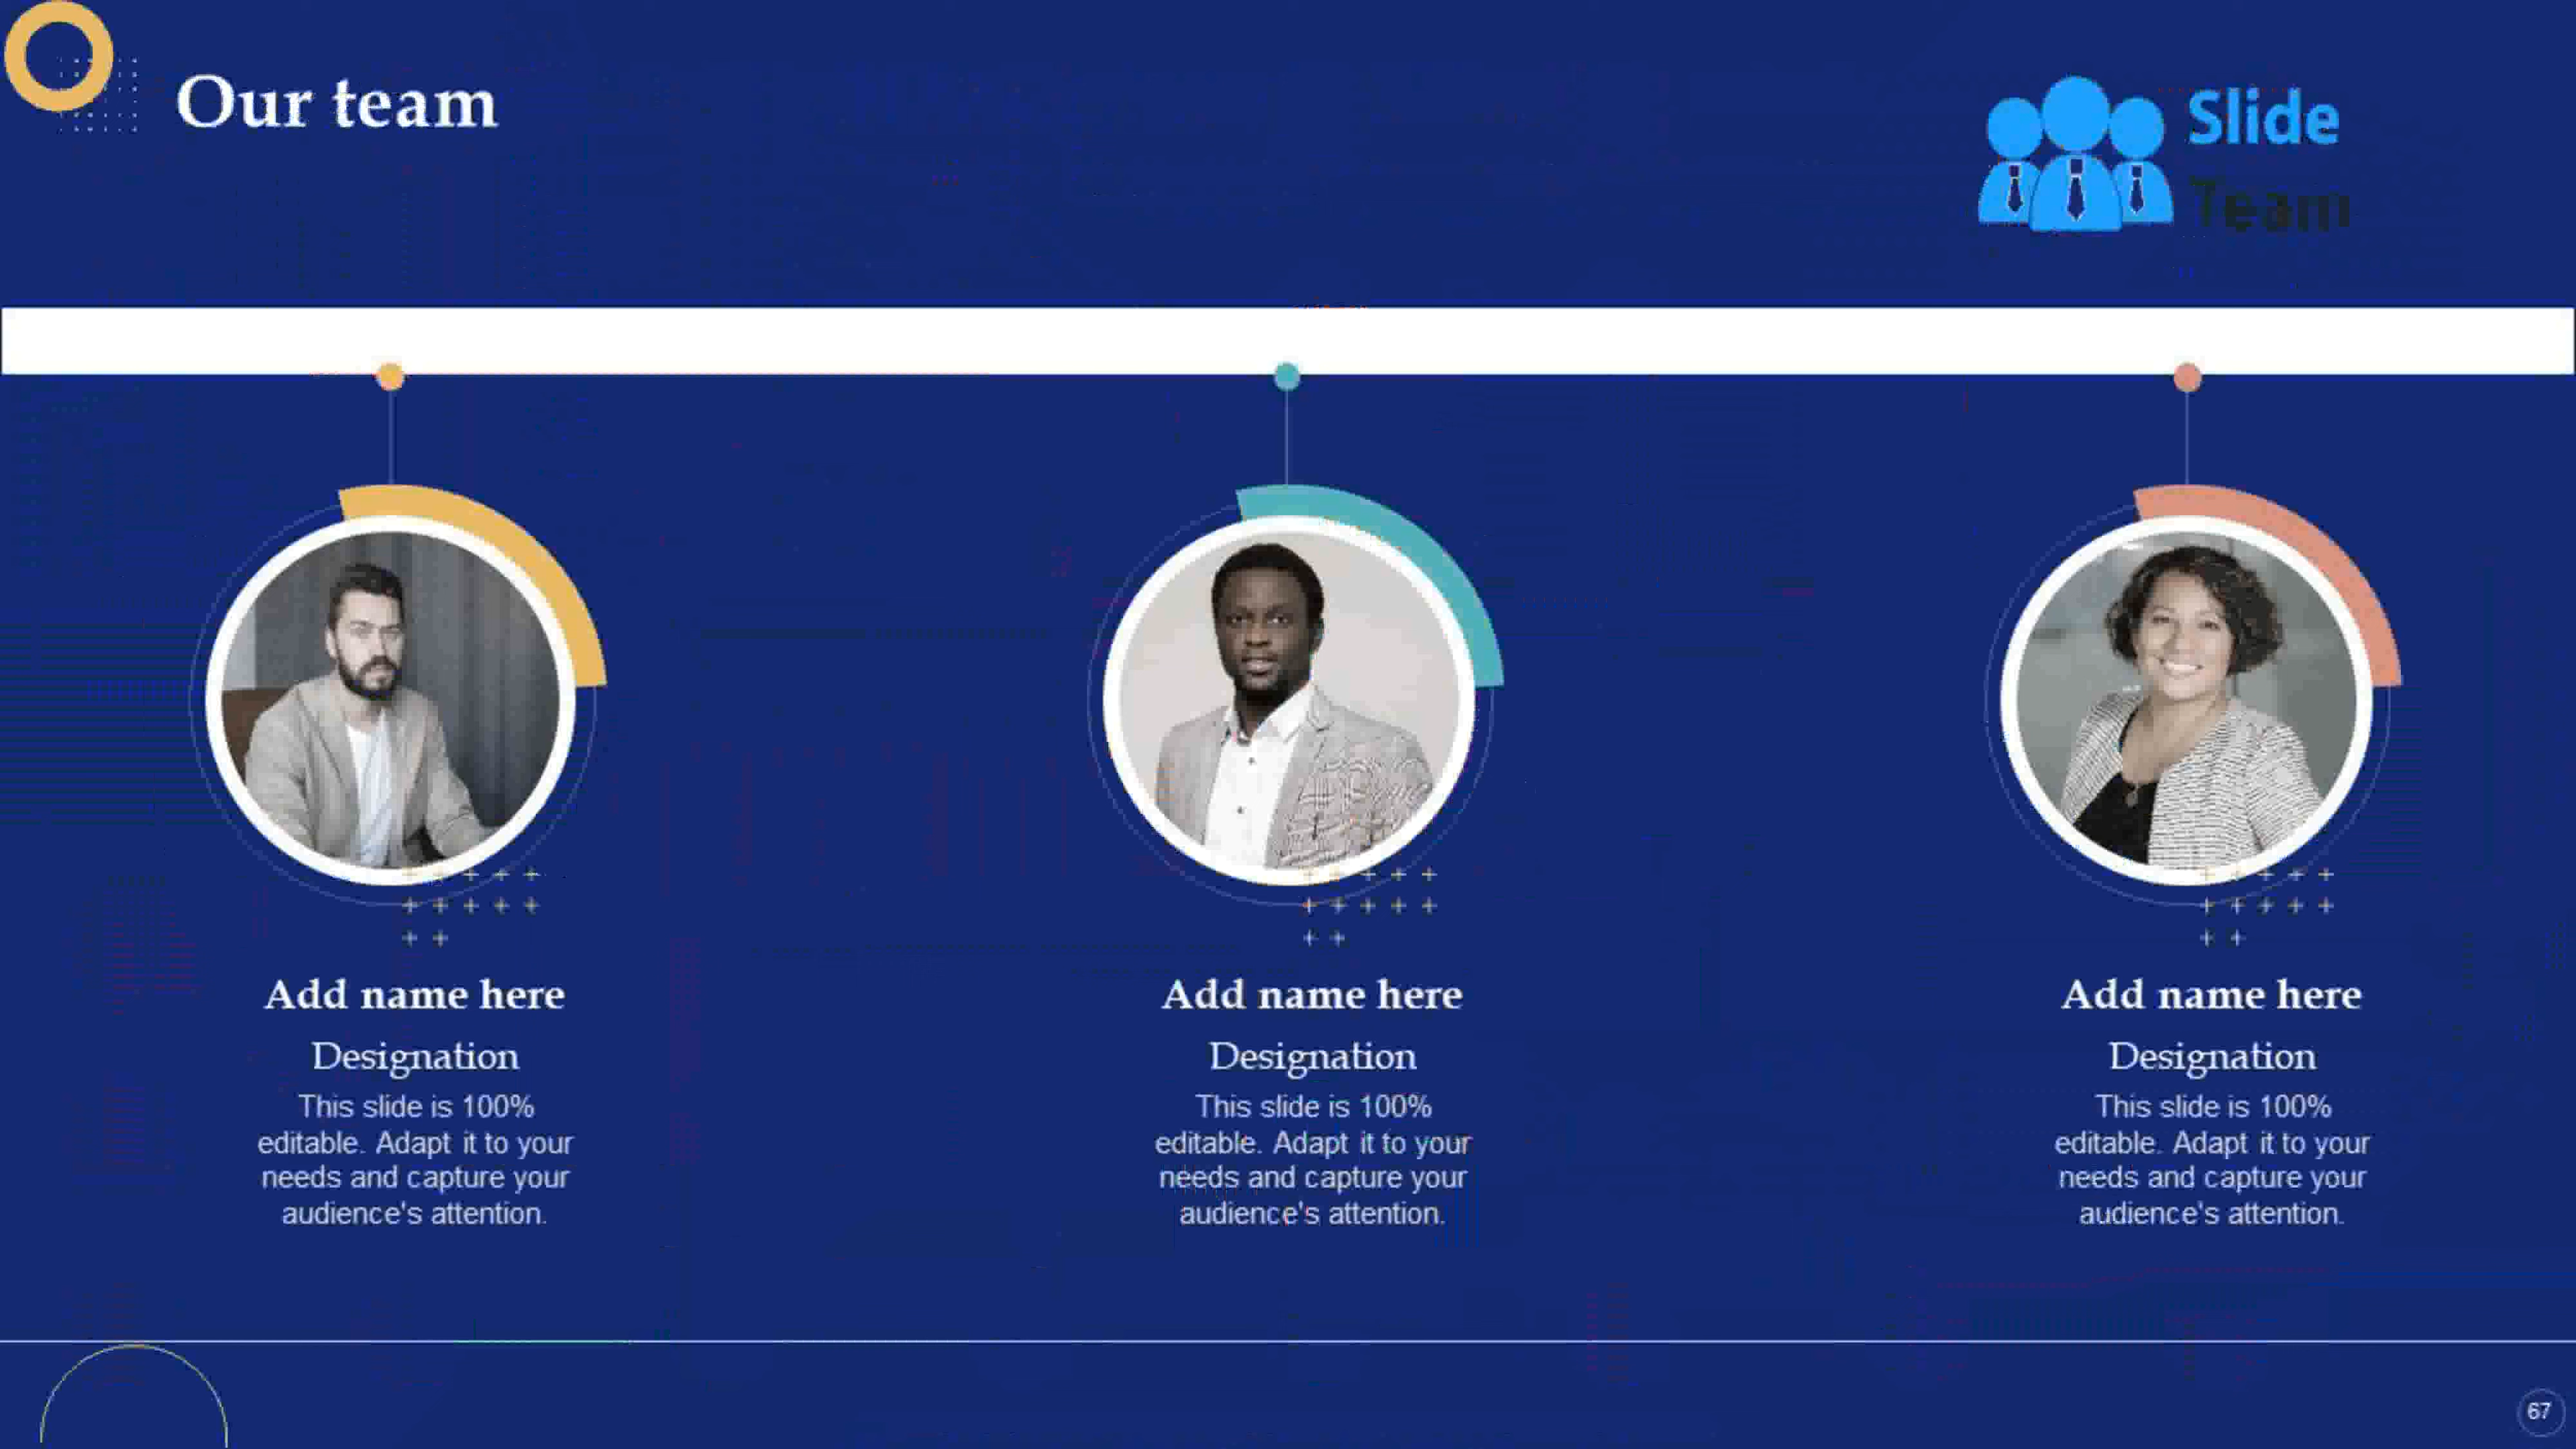 Our team
Slide
Team
Add name here
Designation
This slide is 100%
editable. Adapt it to your
needs and capture your
audience's attention.
Add name here
Designation
This slide is 100%
editable. Adapt it to your
needs and capture your
audience's attention.
Add name here
Designation
This slide is 100%
editable. Adapt it to your
needs and capture your
audience's attention.
67